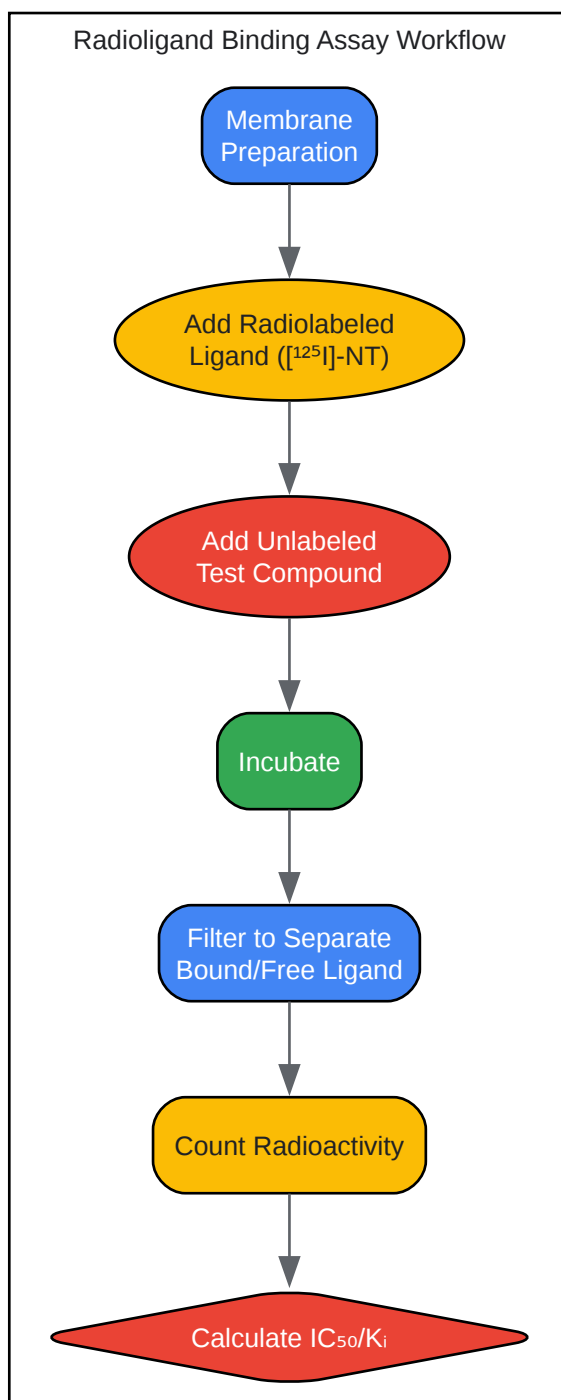 Radioligand Binding Assay Workflow
Membrane
Preparation
Add Radiolabeled
Ligand ([¹²⁵I]-NT)
Add Unlabeled
Test Compound
Incubate
Filter to Separate
Bound/Free Ligand
Count Radioactivity
Calculate IC₅₀/Kᵢ